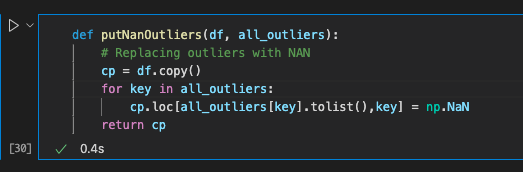 def putNanOutliers(df, all_outliers):
    # Replacing outliers with NAN
    cp = df.copy()
    for key in all_outliers:
        cp.loc[all_outliers[key].tolist(),key] = np.NaN
    return cp
[30] ✓ 0.4s